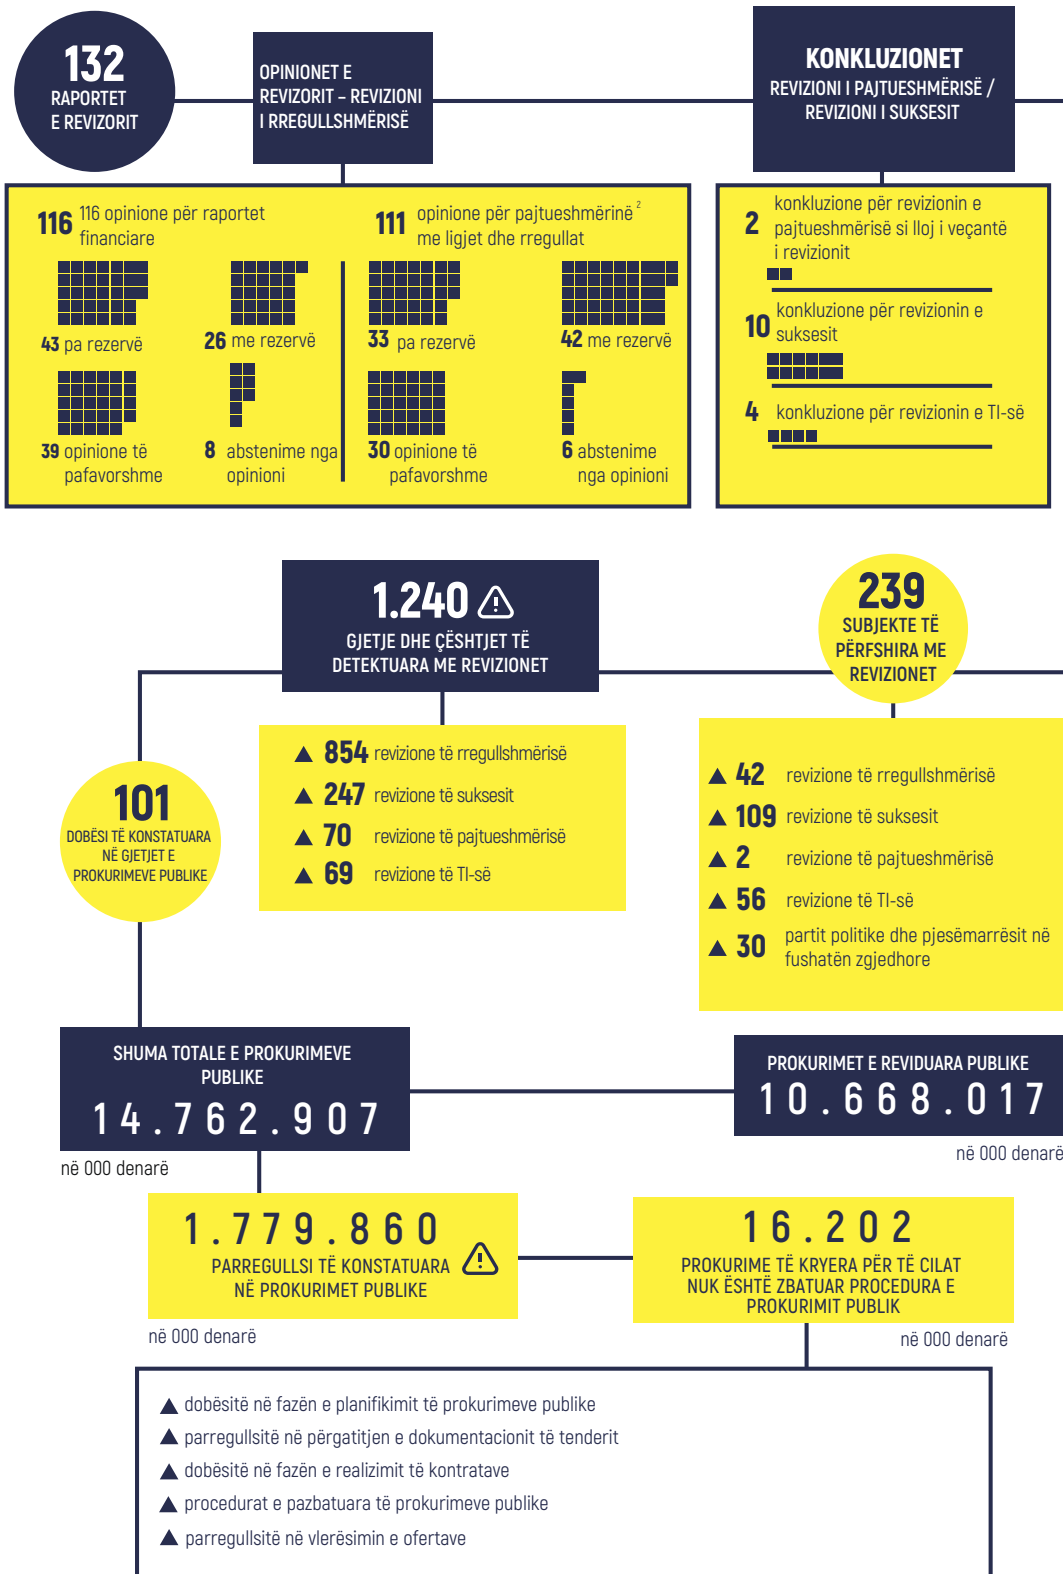 132
RAPORTET
E REVIZORIT
OPINIONET E
REVIZORIT – REVIZIONI
I RREGULLSHMËRISË
KONKLUZIONET
REVIZIONI I PAJTUESHMËRISË /
REVIZIONI I SUKSESIT
116 116 opinione për raportet
financiare
43 pa rezervë
26 me rezervë
39 opinione të
pafavorshme
8 abstenime nga
opinioni
111 opinione për pajtueshmërinë 2
me ligjet dhe rregullat
33 pa rezervë
42 me rezervë
30 opinione të
pafavorshme
6 abstenime
nga opinioni
2 konkluzione për revizionin e
pajtueshmërisë si lloj i veçantë
i revizionit
10 konkluzione për revizionin e
suksesit
4 konkluzione për revizionin e TI-së
1.240
GJETJE DHE ÇËSHTJET TË
DETEKTUARA ME REVIZIONET
▲ 854 revizione të rregullshmërisë
▲ 247 revizione të suksesit
▲ 70 revizione të pajtueshmërisë
▲ 69 revizione të TI-së
239
SUBJEKTE TË
PËRFSHIRA ME
REVIZIONET
▲ 42 revizione të rregullshmërisë
▲ 109 revizione të suksesit
▲ 2 revizione të pajtueshmërisë
▲ 56 revizione të TI-së
▲ 30 partit politike dhe pjesëmarrësit në
fushatën zgjedhore
101
DOBËSI TË KONSTATUARA
NË GJETJET E
PROKURIMEVE PUBLIKE
SHUMA TOTALE E PROKURIMEVE
PUBLIKE
14.762.907
në 000 denarë
PROKURIMET E REVIDUARA PUBLIKE
10.668.017
në 000 denarë
1.779.860
PARREGULLSI TË KONSTATUARA
NË PROKURIMET PUBLIKE
në 000 denarë
16.202
PROKURIME TË KRYERA PËR TË CILAT
NUK ËSHTË ZBATUAR PROCEDURA E
PROKURIMIT PUBLIK
në 000 denarë
▲ dobësitë në fazën e planifikimit të prokurimeve publike
▲ parregullsitë në përgatitjen e dokumentacionit të tenderit
▲ dobësitë në fazën e realizimit të kontratave
▲ procedurat e pazbatuara të prokurimeve publike
▲ parregullsitë në vlerësimin e ofertave